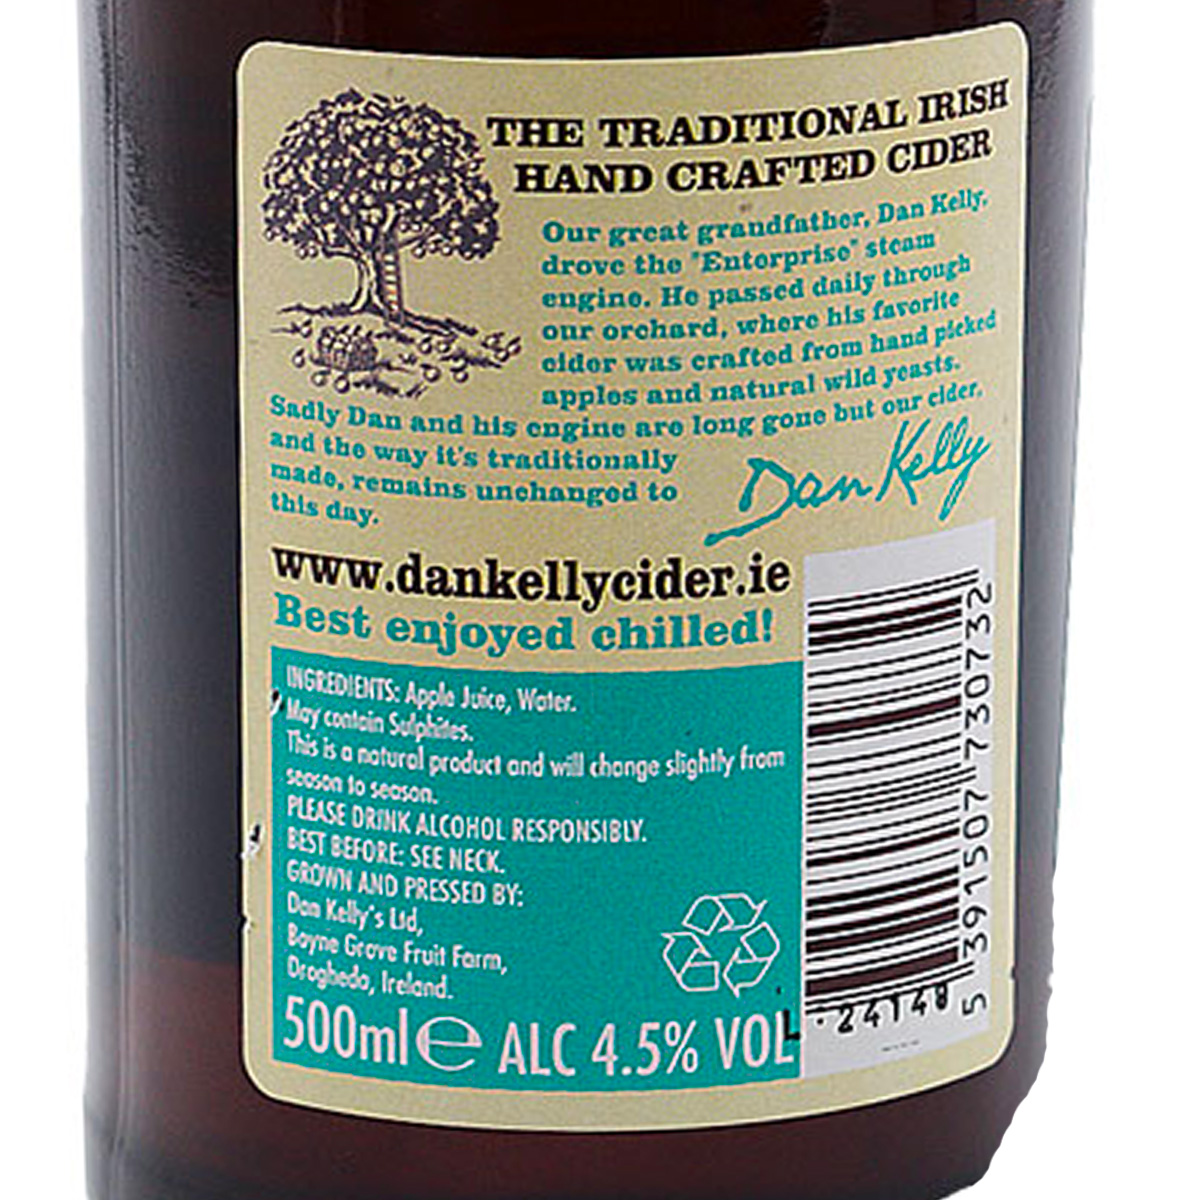 THE TRADITIONAL IRISH
HAND CRAFTED CIDER
Our great grandfather, Dan Kelly,
drove the "Enterprise" steam
engine. He passed daily through
our orchard, where his favorite
cider was crafted from hand picked
apples and natural wild yeasts.
Sadly Dan and his engine are long gone but our cider,
and the way it's traditionally
made, remains unchanged to
this day.
Dan Kelly
www.dankellycider.ie
Best enjoyed chilled!
INGREDIENTS: Apple Juice, Water.
May contain Sulphites.
This is a natural product and will change slightly from
season to season.
PLEASE DRINK ALCOHOL RESPONSIBLY.
BEST BEFORE: SEE NECK.
GROWN AND PRESSED BY:
Dan Kelly's Ltd,
Boyne Grove Fruit Farm,
Drogheda, Ireland.
500ml e ALC 4.5% VOL
L·24148
5 391507 730732